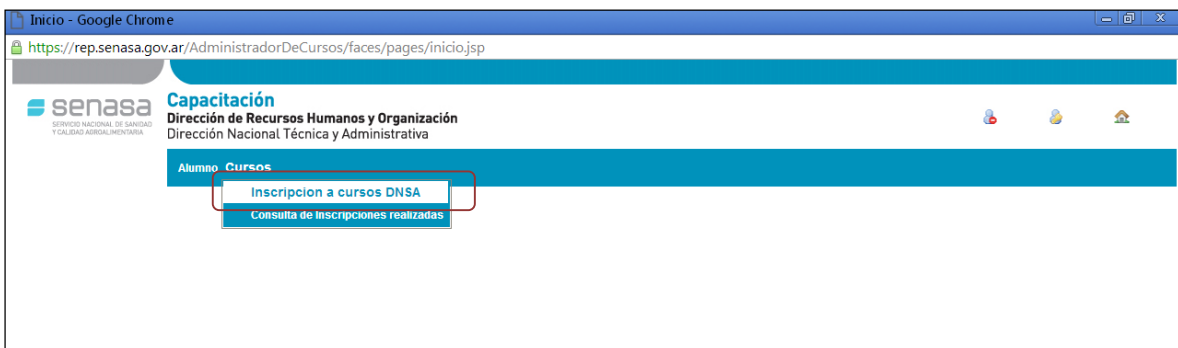 Inicio - Google Chrome
https://rep.senasa.gov.ar/AdministradorDeCursos/faces/pages/inicio.jsp
senasa
SERVICIO NACIONAL DE SANIDAD
Y CALIDAD AGROALIMENTARIA
Capacitación
Dirección de Recursos Humanos y Organización
Dirección Nacional Técnica y Administrativa
Alumno Cursos
Inscripcion a cursos DNSA
Consulta de Inscripciones realizadas